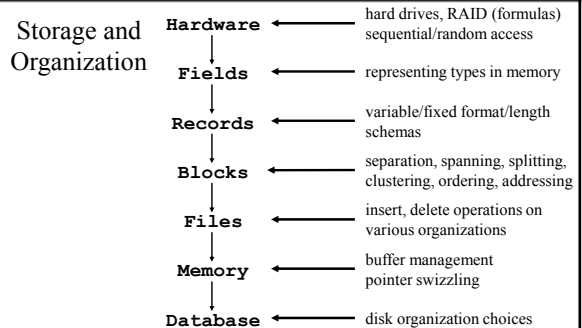 Storage and
Organization
Hardware
hard drives, RAID (formulas)
sequential/random access
Fields
representing types in memory
Records
variable/fixed format/length
schemas
Blocks
separation, spanning, splitting,
clustering, ordering, addressing
Files
insert, delete operations on
various organizations
Memory
buffer management
pointer swizzling
Database
disk organization choices